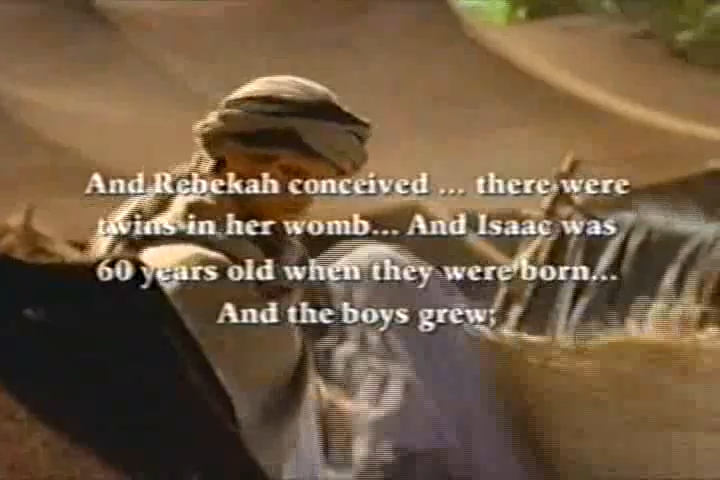 And Rebekah conceived ... there were
twins in her womb... And Isaac was
60 years old when they were born...
And the boys grew;